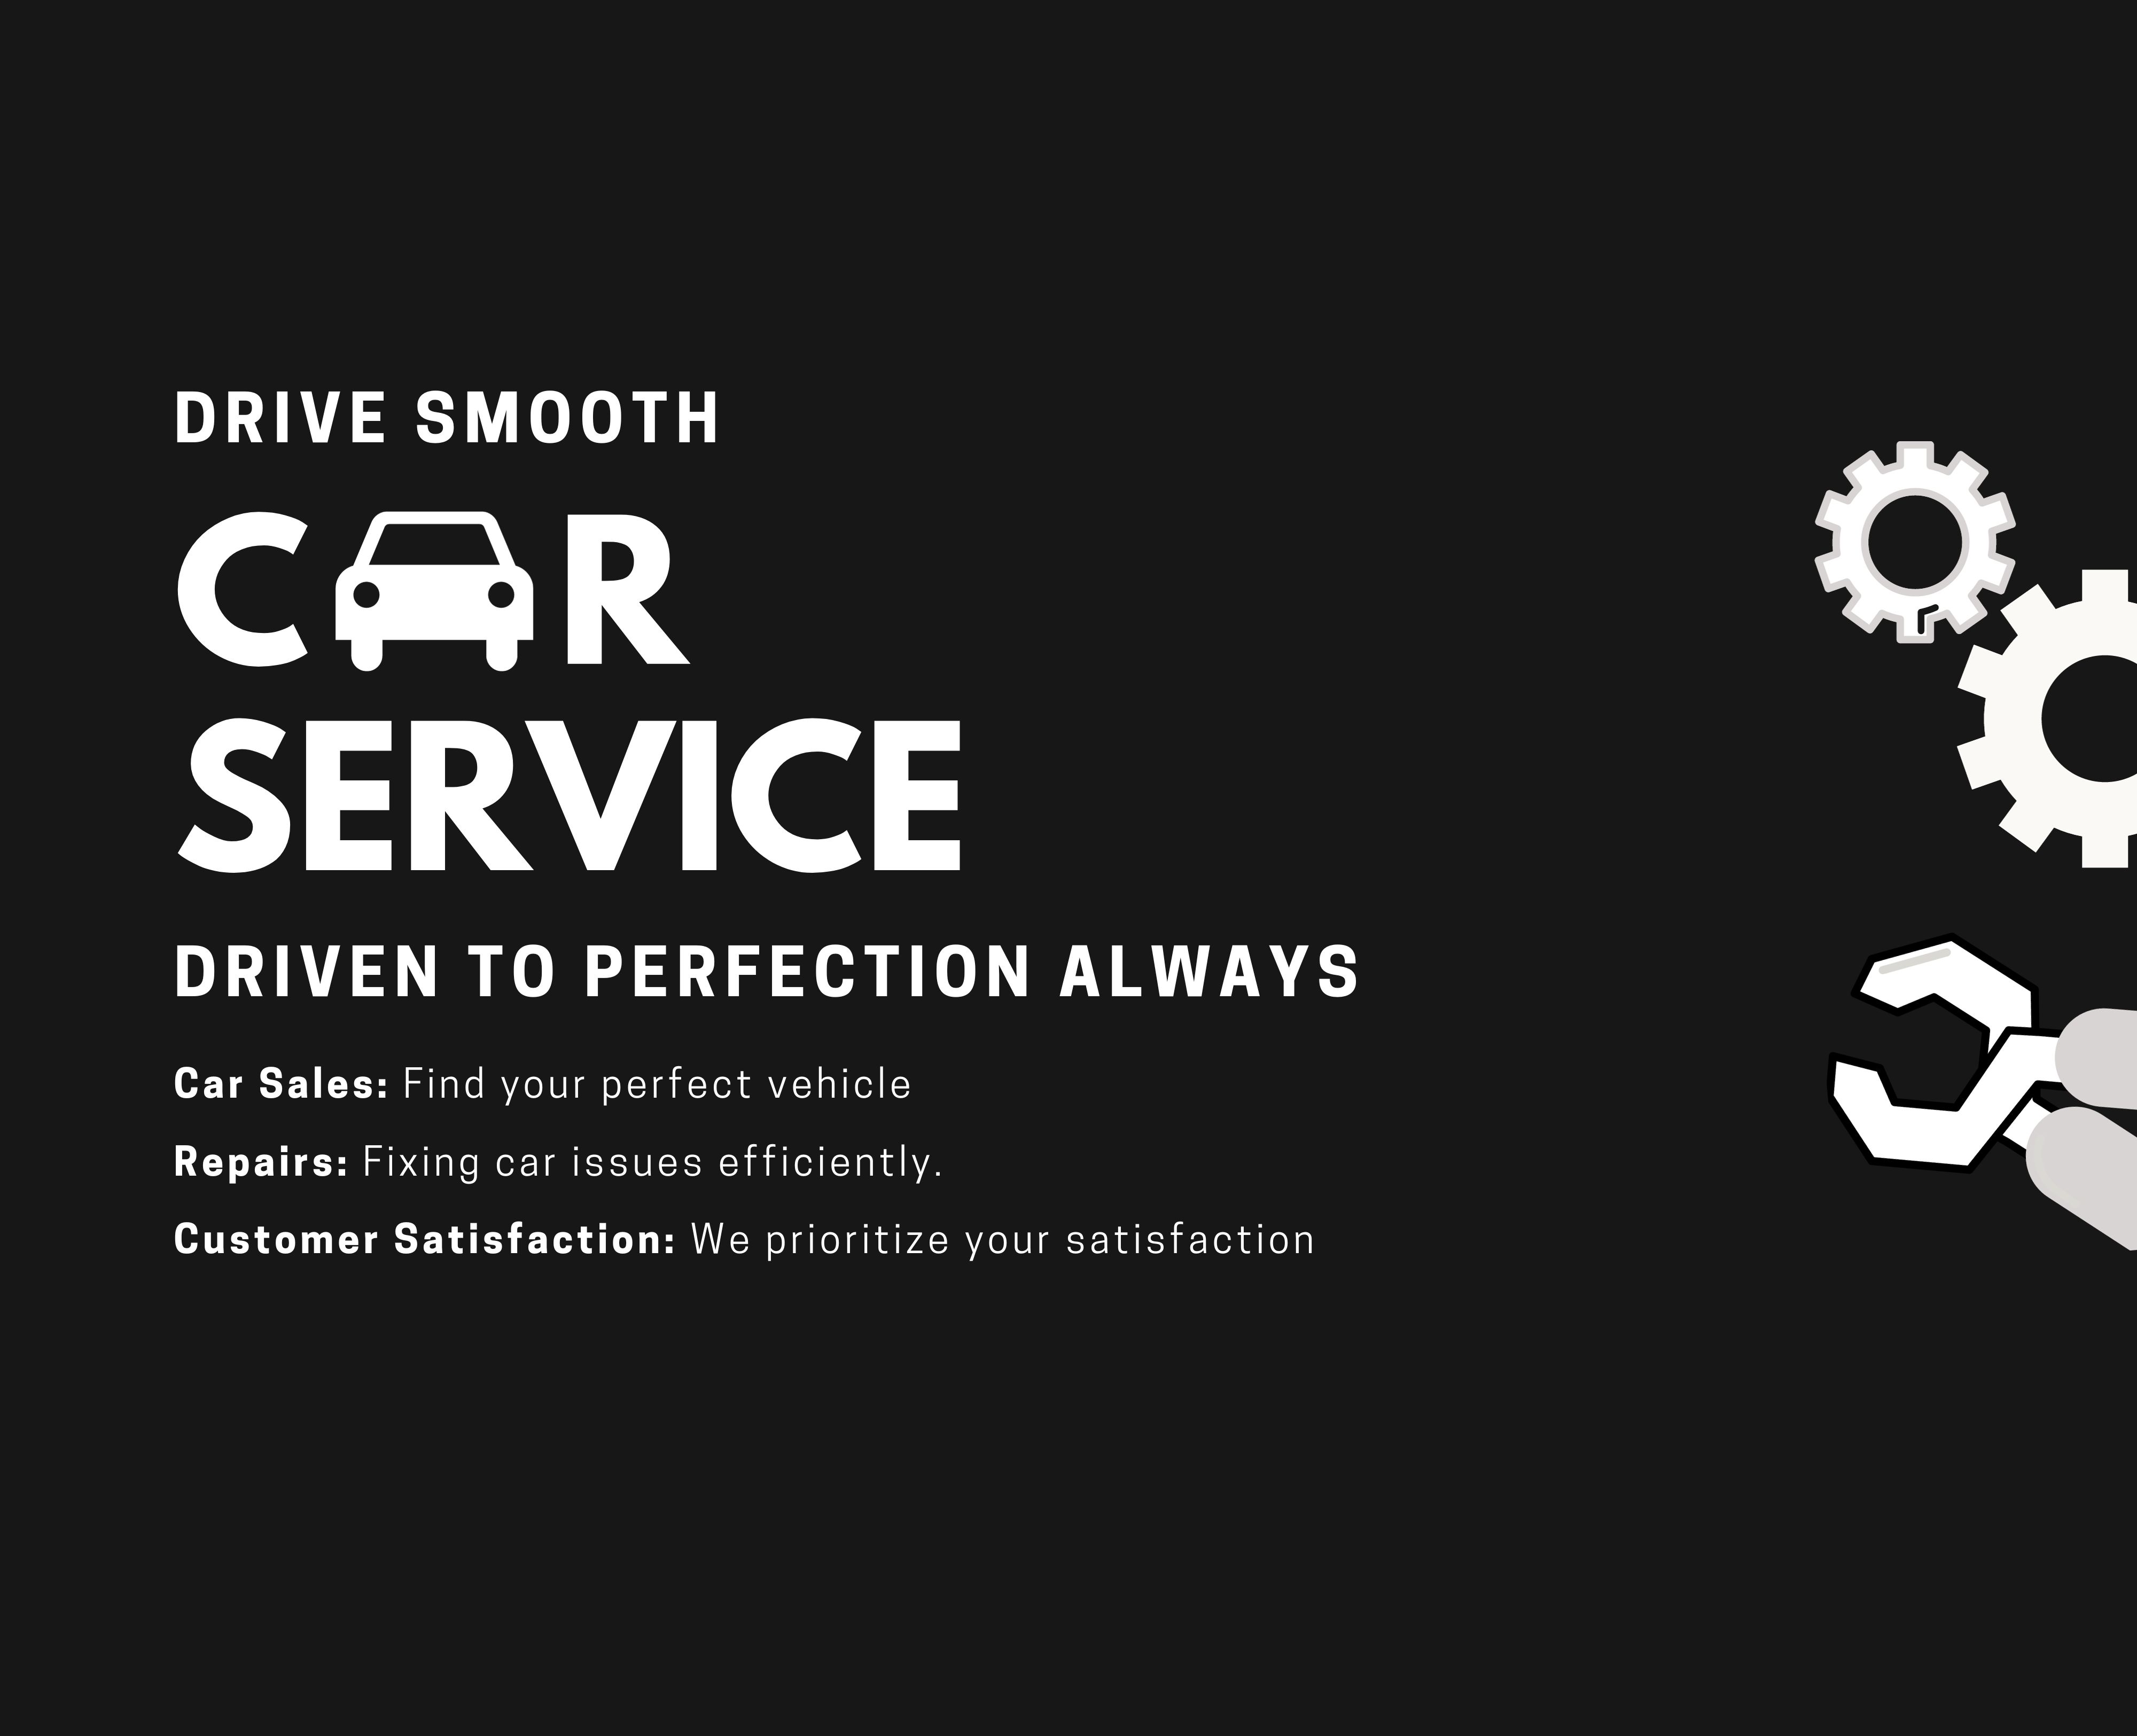 DRIVE SMOOTH
CAR
SERVICE
DRIVEN TO PERFECTION ALWAYS
Car Sales: Find your perfect vehicle
Repairs: Fixing car issues efficiently.
Customer Satisfaction: We prioritize your satisfaction